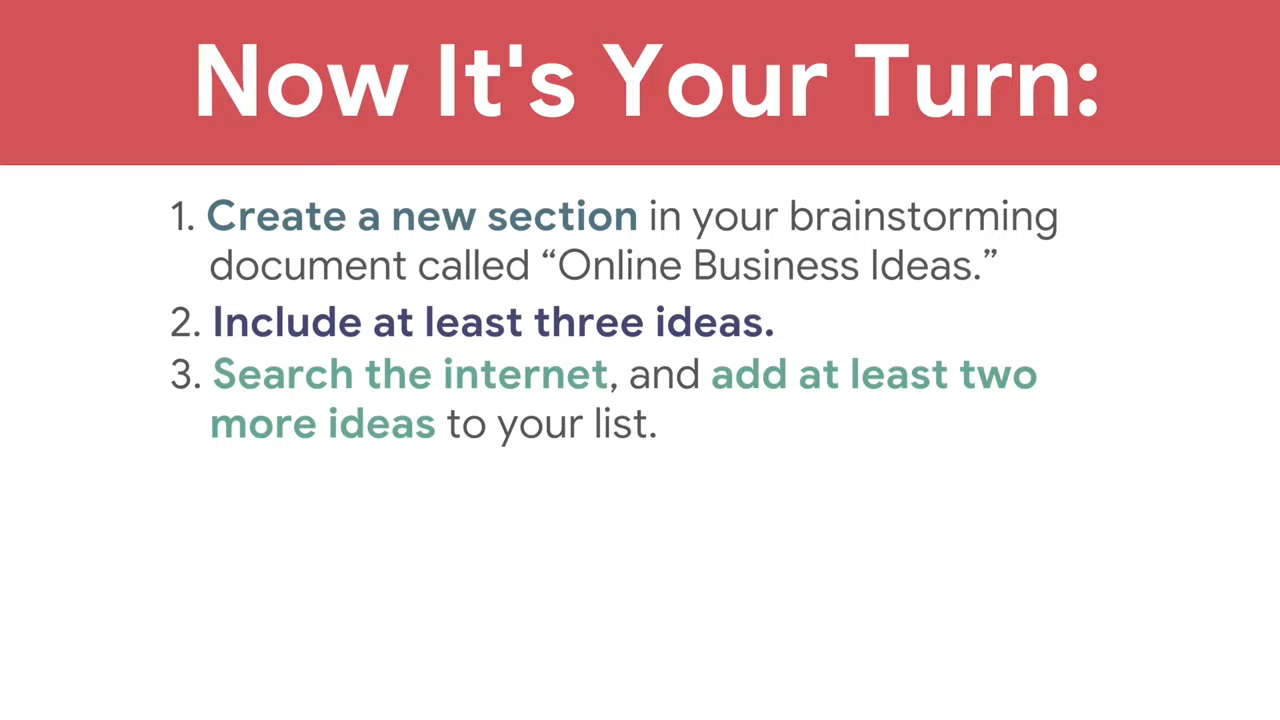 Now It's Your Turn:
1. Create a new section in your brainstorming
document called “Online Business Ideas.”
2. Include at least three ideas.
3. Search the internet, and add at least two
more ideas to your list.